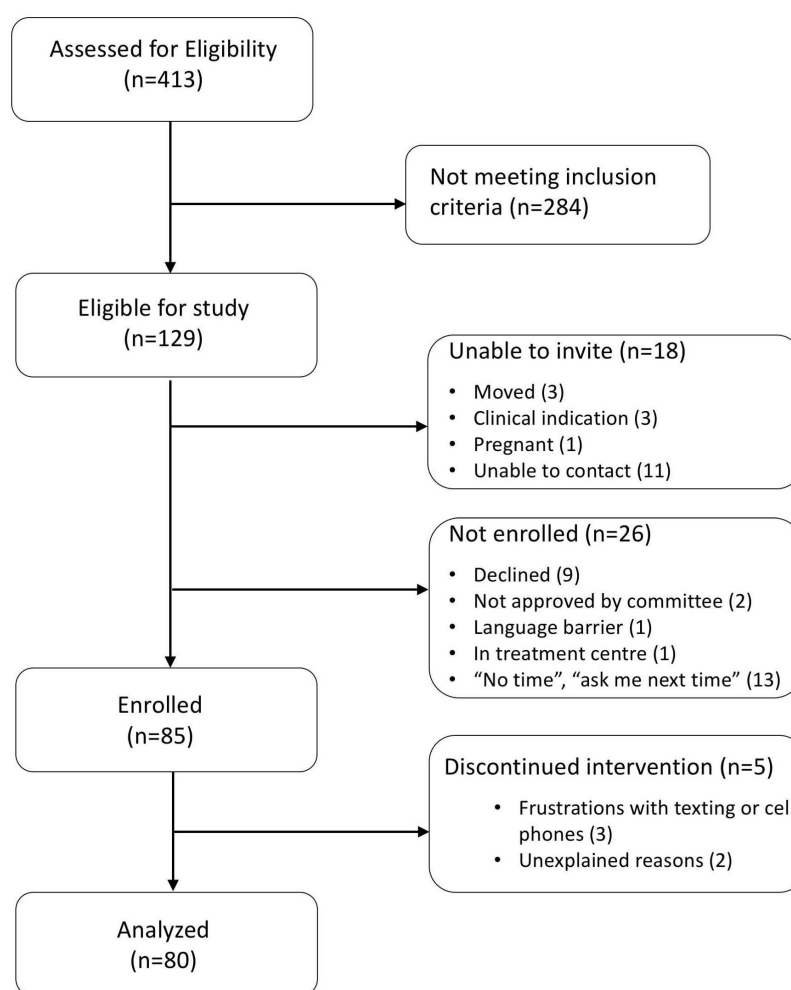 Assessed for Eligibility
(n=413)
Not meeting inclusion
criteria (n=284)
Eligible for study
(n=129)
Unable to invite (n=18)
• Moved (3)
• Clinical indication (3)
• Pregnant (1)
• Unable to contact (11)
Not enrolled (n=26)
• Declined (9)
• Not approved by committee (2)
• Language barrier (1)
• In treatment centre (1)
• “No time”, “ask me next time” (13)
Enrolled
(n=85)
Discontinued intervention (n=5)
• Frustrations with texting or cel
phones (3)
• Unexplained reasons (2)
Analyzed
(n=80)